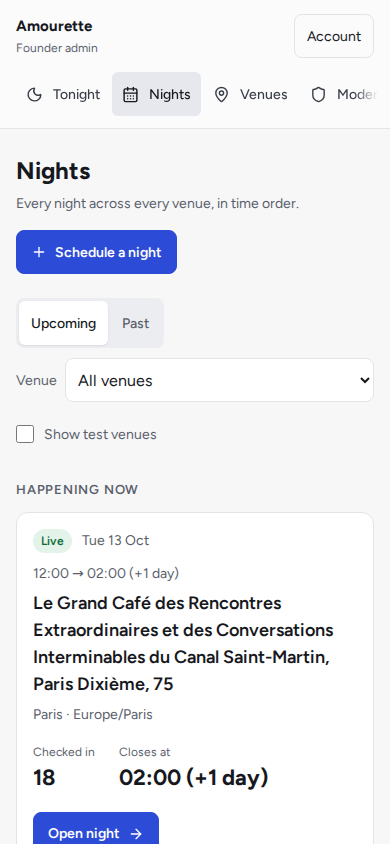 Amourette
Founder admin
Account
Tonight
Nights
Venues
Nights
Every night across every venue, in time order.
Schedule a night
Upcoming
Past
Venue
All venues
Show test venues
HAPPENING NOW
Live
Tue 13 Oct
12:00 → 02:00 (+1 day)
Le Grand Café des Rencontres
Extraordinaires et des Conversations
Interminables du Canal Saint-Martin,
Paris Dixième, 75
Paris · Europe/Paris
Checked in
Closes at
18
02:00 (+1 day)
Open night →